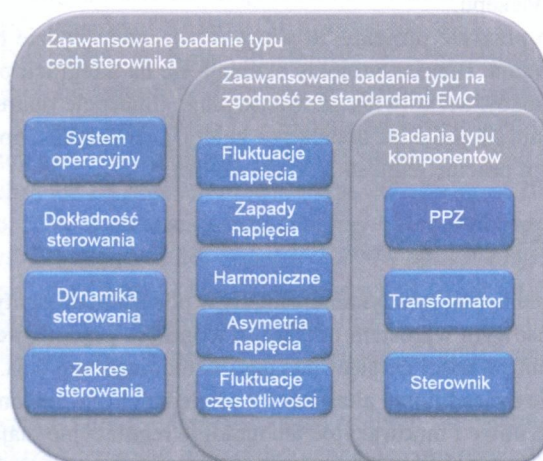 Zaawansowane badanie typu
cech sterownika
System
operacyjny
Dokładność
sterowania
Dynamika
sterowania
Zakres
sterowania
Zaawansowane badania typu na
zgodność ze standardami EMC
Fluktuacje
napięcia
Zapady
napięcia
Harmoniczne
Asymetria
napięcia
Fluktuacje
częstotliwości
Badania typu
komponentów
PPZ
Transformator
Sterownik